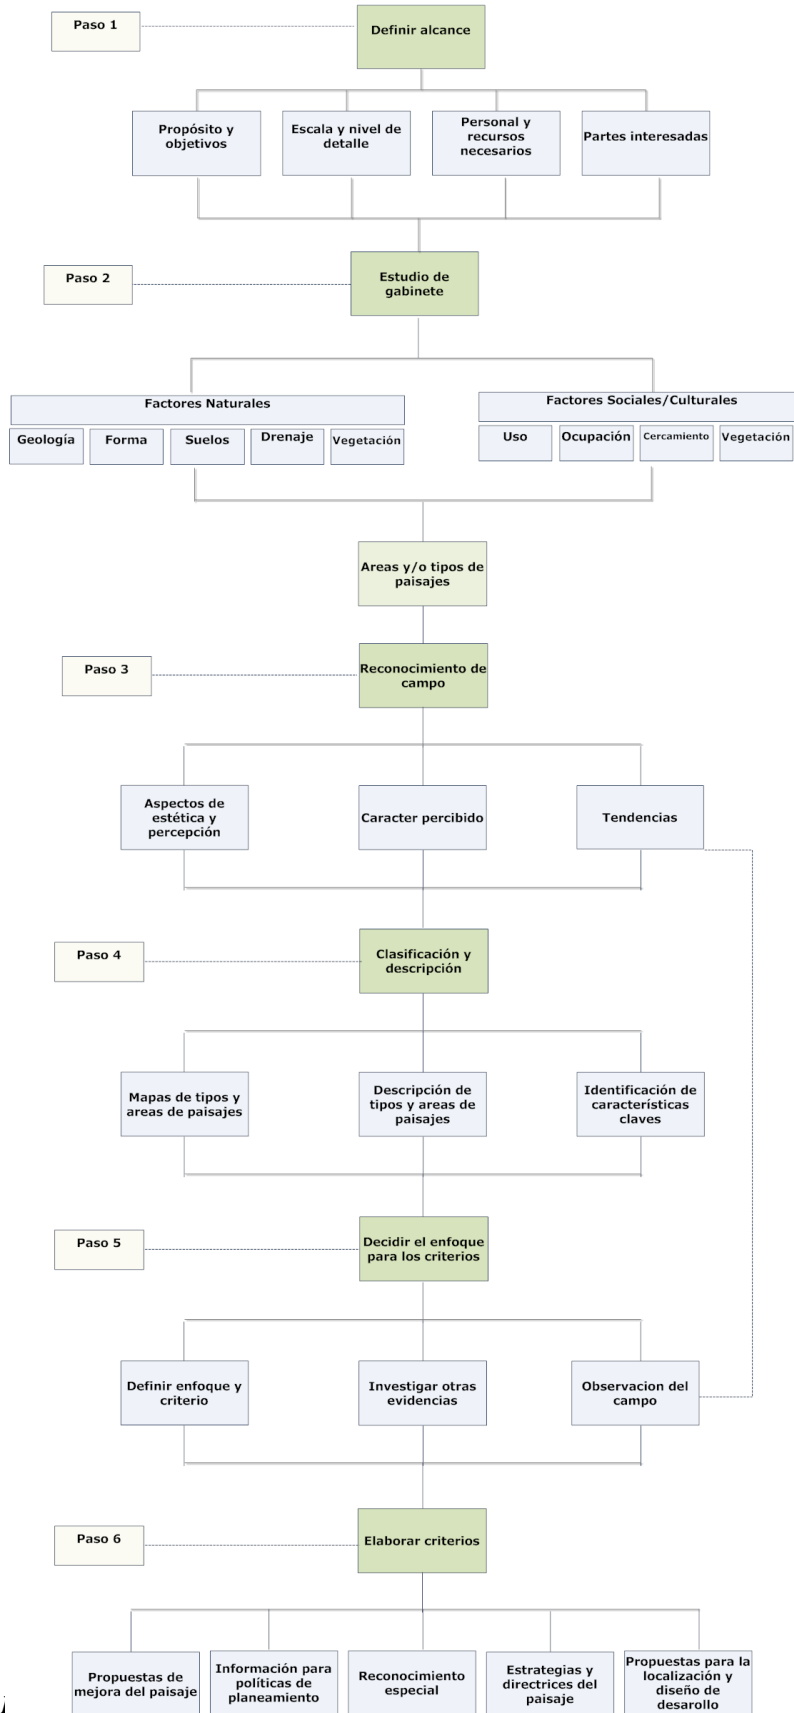 Paso 1
Definir alcance
Propósito y
objetivos
Escala y nivel de
detalle
Personal y
recursos
necesarios
Partes interesadas
Paso 2
Estudio de
gabinete
Factores Naturales
Geología
Forma
Suelos
Drenaje
Vegetación
Factores Sociales/Culturales
Uso
Ocupación
Cercamiento
Vegetación
Areas y/o tipos de
paisajes
Paso 3
Reconocimiento de
campo
Aspectos de
estética y
percepción
Caracter percibido
Tendencias
Paso 4
Clasificación y
descripción
Mapas de tipos y
areas de paisajes
Descripción de
tipos y areas de
paisajes
Identificación de
características
claves
Paso 5
Decidir el enfoque
para los criterios
Definir enfoque y
criterio
Investigar otras
evidencias
Observacion del
campo
Paso 6
Elaborar criterios
Propuestas de
mejora del paisaje
Información para
políticas de
planeamiento
Reconocimiento
especial
Estrategias y
directrices del
paisaje
Propuestas para la
localización y
diseño de
desarollo